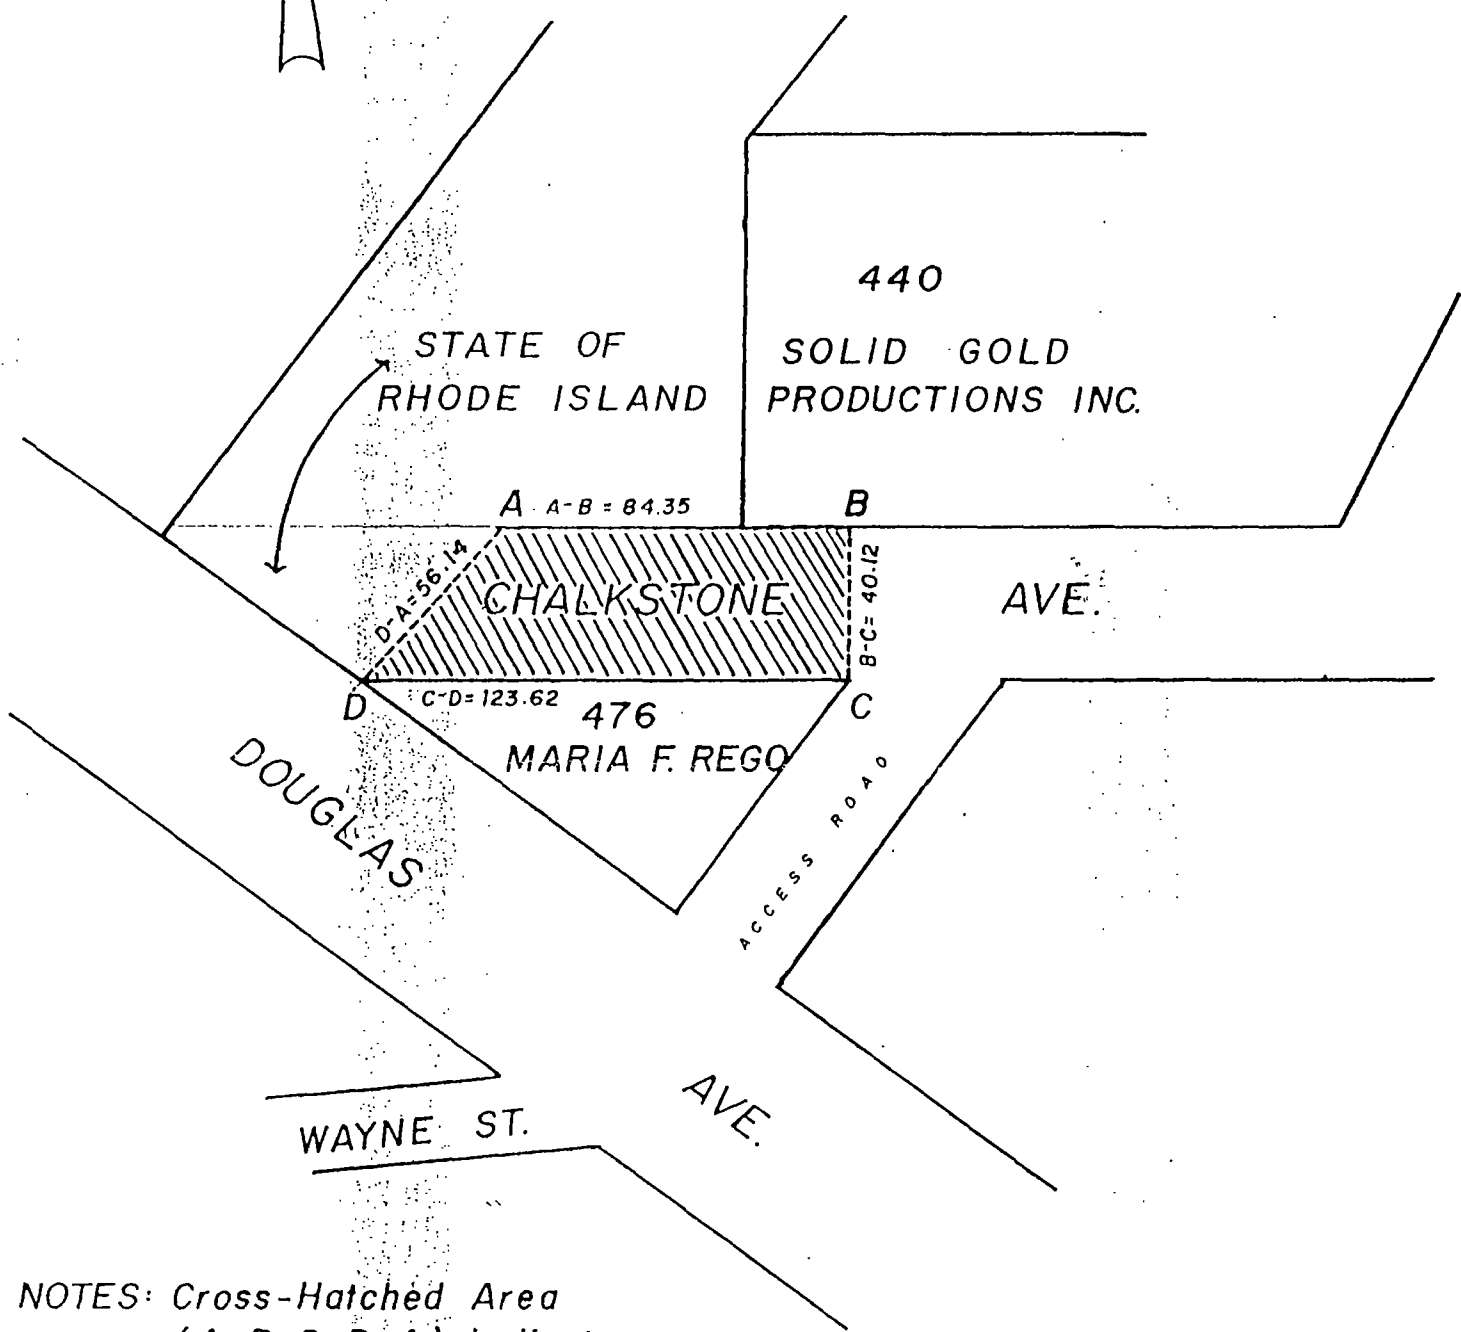 440
STATE OF
RHODE ISLAND
SOLID GOLD
PRODUCTIONS INC.
A
A-B = 84.35
B
D-A = 56.14
CHALKSTONE
B-C = 40.12
AVE.
D
C-D = 123.62
C
476
MARIA F. REGO
DOUGLAS
ACCESS ROAD
AVE.
WAYNE ST.
NOTES: Cross-Hatched Area